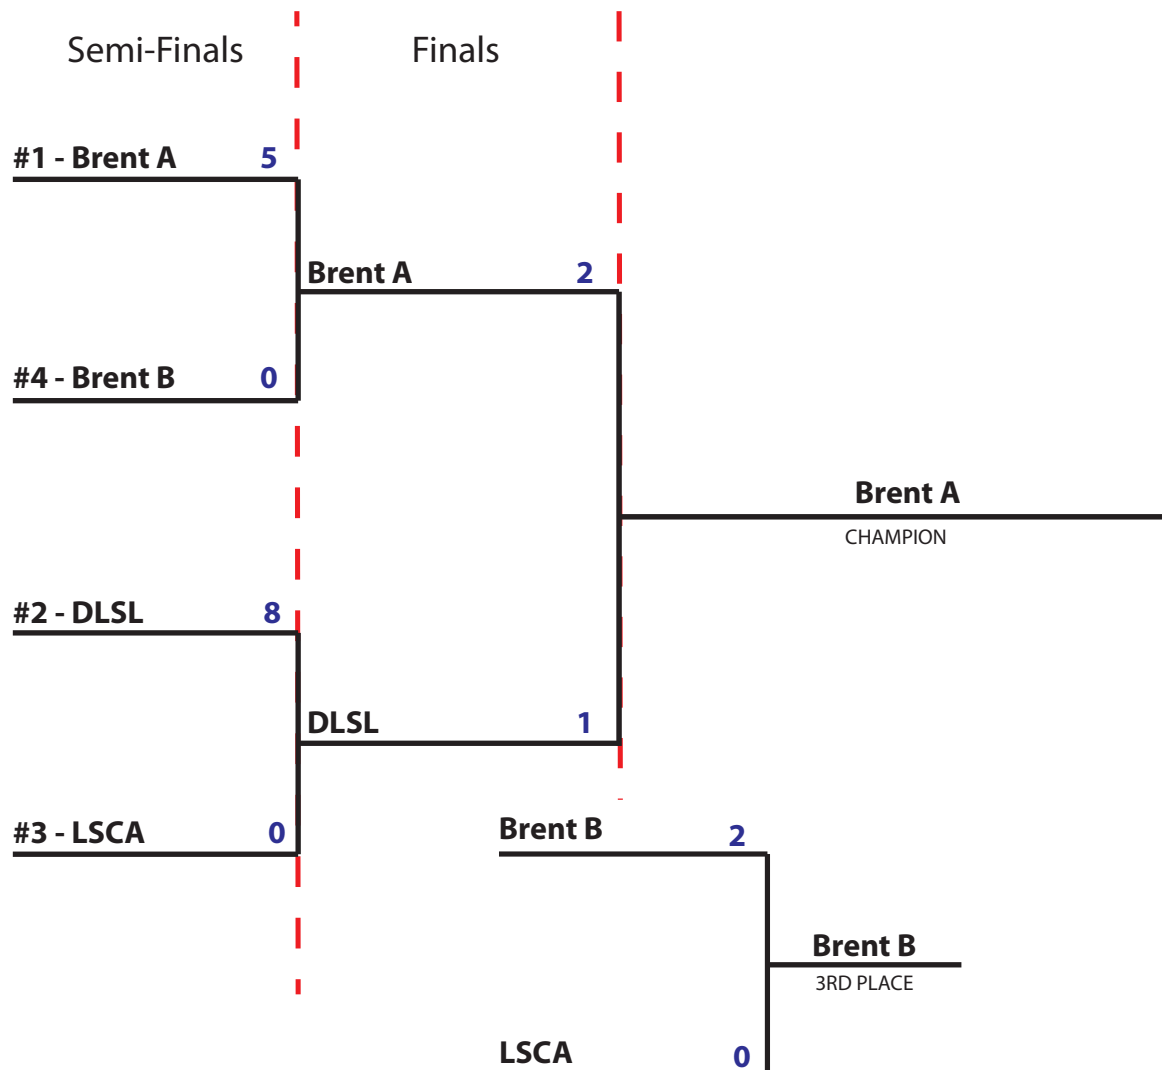 Semi-Finals
Finals
#1 - Brent A 5
Brent A 2
#4 - Brent B 0
Brent A
CHAMPION
#2 - DLSL 8
DLSL 1
#3 - LSCA 0
Brent B 2
Brent B
3RD PLACE
LSCA 0